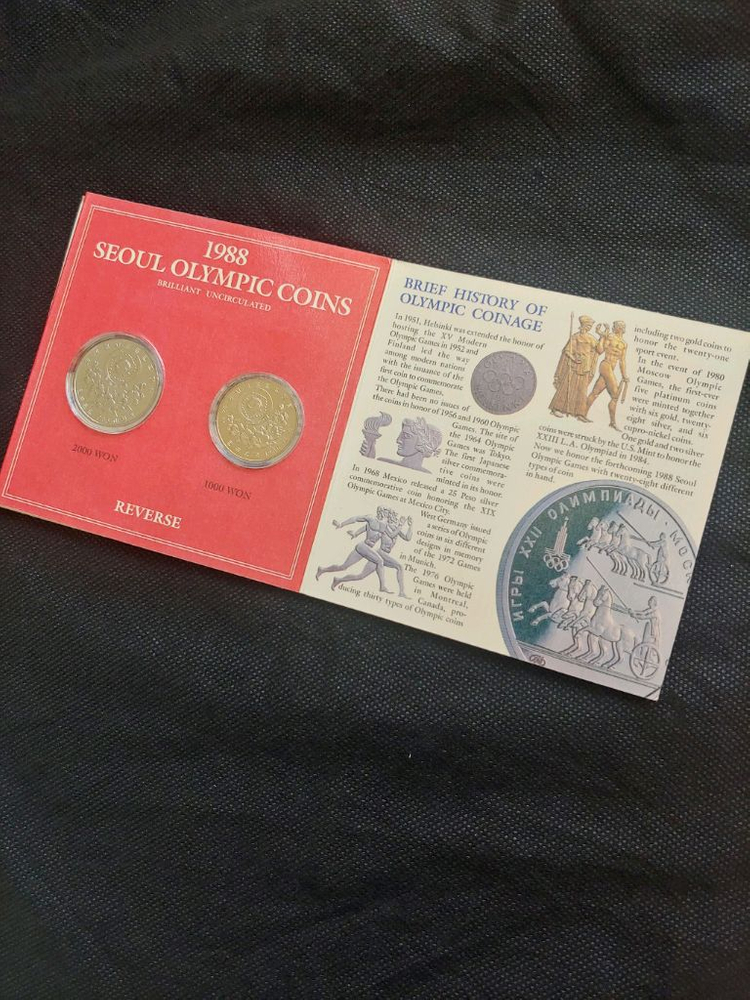 1988
SEOUL OLYMPIC COINS
BRILLIANT UNCIRCULATED
2000 WON
1000 WON
REVERSE
BRIEF HISTORY OF
OLYMPIC COINAGE
In 1951, Helsinki was extended the honor of
hosting the XV Modern
Olympic Games in 1952 and
Finland led the way
among modern nations
with the issuance of the
first coin to commemorate
the Olympic Games.
There had been no issues of
the coins in honor of 1956 and 1960 Olympic
Games. The site of
the 1964 Olympic
Games was Tokyo.
The first Japanese
silver commemora-
tive coins were
minted in its honor.
In 1968 Mexico released a 25 Peso silver
commemorative coin honoring the XIX
Olympic Games at Mexico City.
West Germany issued
a series of Olympic
coins in six different
designs in memory
of the 1972 Games
in Munich.
The 1976 Olympic
Games were held
in Montreal,
Canada, pro-
ducing thirty types of Olympic coins
including two gold coins to
honor the twenty-one
sport event.
In the event of 1980
Moscow Olympic
Games, the first-ever
five platinum coins
were minted together
with six gold, twenty-
eight silver, and six
cupro-nickel coins.
One gold and two silver
coins were struck by the U.S. Mint to honor the
XXIII L.A. Olympiad in 1984.
Now we honor the forthcoming 1988 Seoul
Olympic Games with twenty-eight different
types of coin
in hand.
ИГРЫ XXII ОЛИМПИАДЫ · МОСК